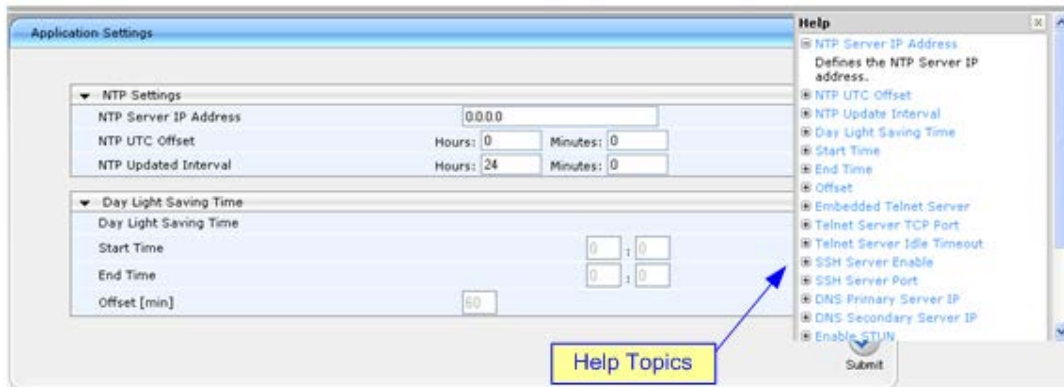 Application Settings
NTP Settings
NTP Server IP Address 0.0.0.0
NTP UTC Offset Hours: 0 Minutes: 0
NTP Updated Interval Hours: 24 Minutes: 0
Day Light Saving Time
Day Light Saving Time
Start Time 0 : 0
End Time 0 : 0
Offset [min] 60
Help
NTP Server IP Address
Defines the NTP Server IP
address.
NTP UTC Offset
NTP Update Interval
Day Light Saving Time
Start Time
End Time
Offset
Embedded Telnet Server
Telnet Server TCP Port
Telnet Server Idle Timeout
SSH Server Enable
SSH Server Port
DNS Primary Server IP
DNS Secondary Server IP
Enable STUN
Help Topics
Submit